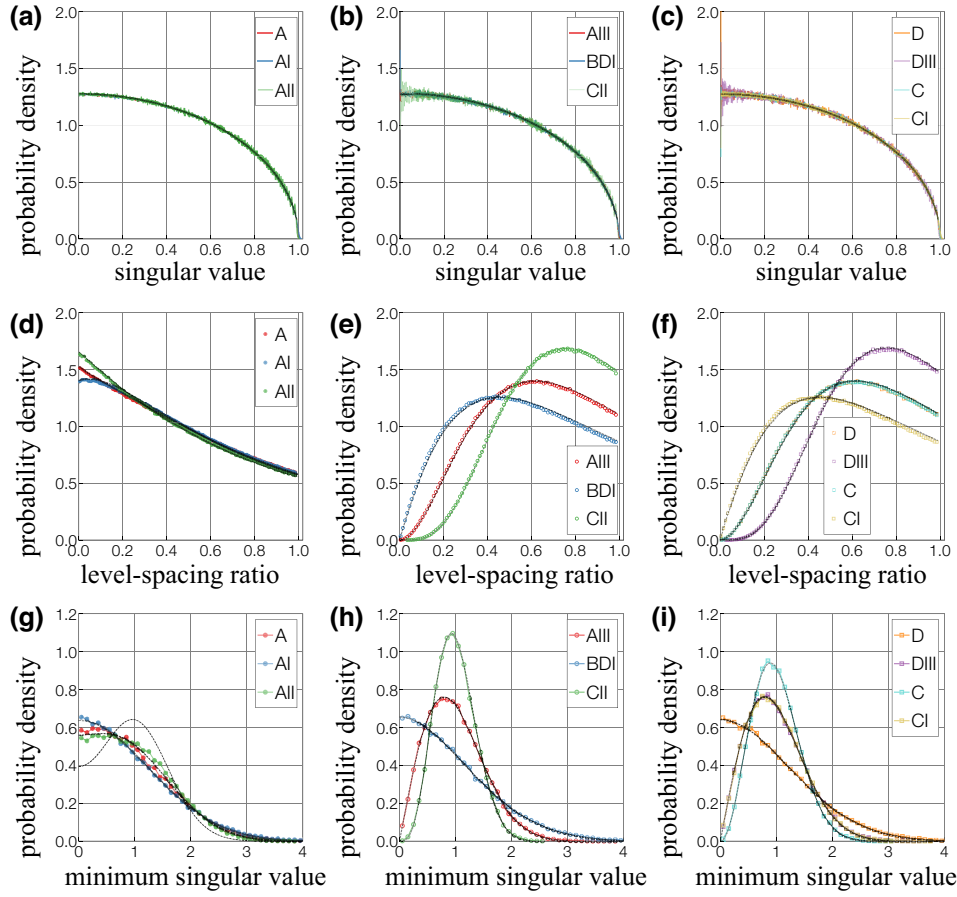 (a)
probability density
2.0
1.5
1.0
0.5
0.0
0.0 0.2 0.4 0.6 0.8 1.0
singular value
A
AI
AII
(b)
probability density
2.0
1.5
1.0
0.5
0.0
0.0 0.2 0.4 0.6 0.8 1.0
singular value
AIII
BDI
CII
(c)
probability density
2.0
1.5
1.0
0.5
0.0
0.0 0.2 0.4 0.6 0.8 1.0
singular value
D
DIII
C
CI
(d)
probability density
2.0
1.5
1.0
0.5
0.0
0.0 0.2 0.4 0.6 0.8 1.0
level-spacing ratio
A
AI
AII
(e)
probability density
2.0
1.5
1.0
0.5
0.0
0.0 0.2 0.4 0.6 0.8 1.0
level-spacing ratio
AIII
BDI
CII
(f)
probability density
2.0
1.5
1.0
0.5
0.0
0.0 0.2 0.4 0.6 0.8 1.0
level-spacing ratio
D
DIII
C
CI
(g)
probability density
1.2
1.0
0.8
0.6
0.4
0.2
0.0
0 1 2 3 4
minimum singular value
A
AI
AII
(h)
probability density
1.2
1.0
0.8
0.6
0.4
0.2
0.0
0 1 2 3 4
minimum singular value
AIII
BDI
CII
(i)
probability density
1.2
1.0
0.8
0.6
0.4
0.2
0.0
0 1 2 3 4
minimum singular value
D
DIII
C
CI